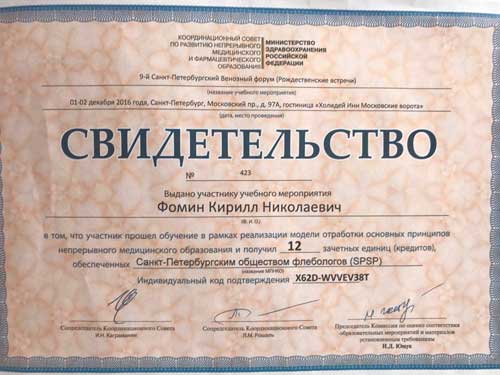 КООРДИНАЦИОННЫЙ СОВЕТ
ПО РАЗВИТИЮ НЕПРЕРЫВНОГО
МЕДИЦИНСКОГО
И ФАРМАЦЕВТИЧЕСКОГО
ОБРАЗОВАНИЯ
МИНИСТЕРСТВО
ЗДРАВООХРАНЕНИЯ
РОССИЙСКОЙ
ФЕДЕРАЦИИ
9-й Санкт-Петербургский Венозный форум (Рождественские встречи)
(название учебного мероприятия)
01-02 декабря 2016 года, Санкт-Петербург, Московский пр., д. 97А, гостиница «Холидей Инн Московские ворота»
(дата, место проведения)
СВИДЕТЕЛЬСТВО
№ 423
Выдано участнику учебного мероприятия
Фомин Кирилл Николаевич
(Ф. И. О.)
в том, что участник прошел обучение в рамках реализации модели отработки основных принципов
непрерывного медицинского образования и получил 12 зачетных единиц (кредитов),
обеспеченных Санкт-Петербургским обществом флебологов (SPSP)
(название МПНКО)
Индивидуальный код подтверждения X62D-WVVEV38T
Сопредседатель Координационного Совета
И.Н. Каграманян
Сопредседатель Координационного Совета
Л.М. Рошаль
Председатель Комиссии по оценке соответствия
образовательных мероприятий и материалов
установленным требованиям
Н.Д. Ющук